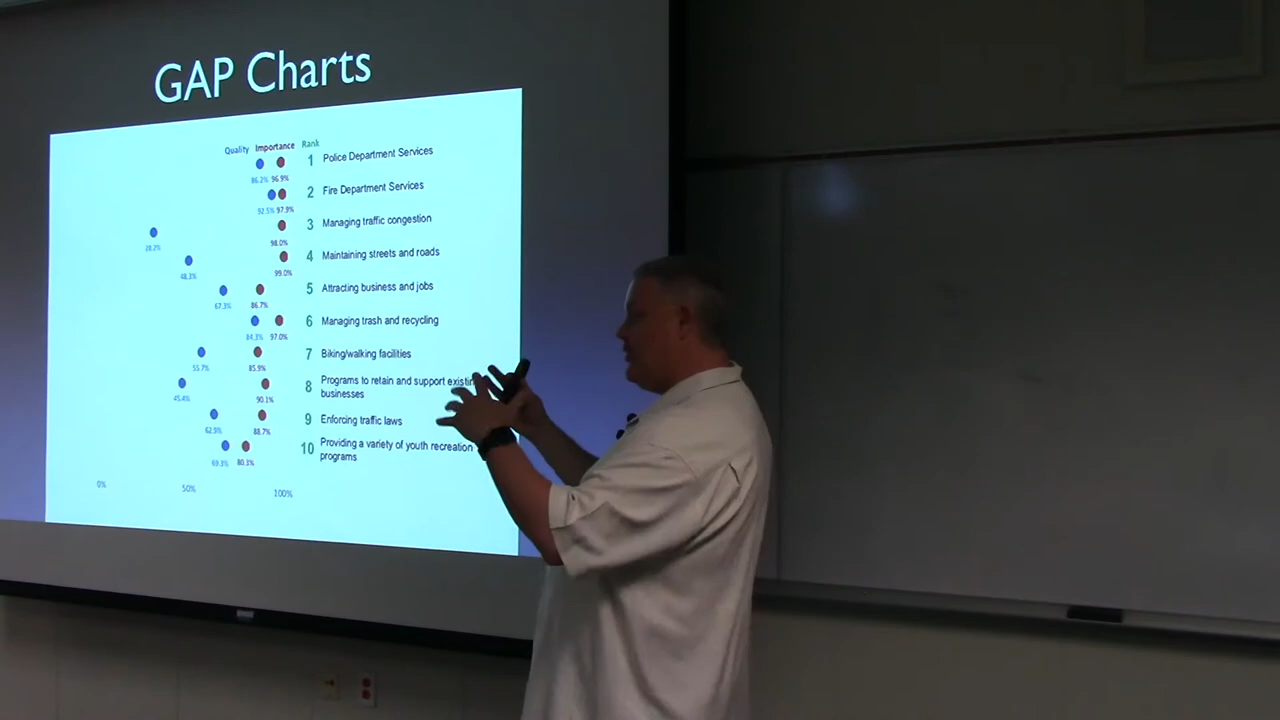 GAP Charts
Quality Importance Rank
1 Police Department Services
86.2% 96.9%
2 Fire Department Services
92.5% 97.9%
3 Managing traffic congestion
28.2% 98.0%
4 Maintaining streets and roads
48.3% 99.0%
5 Attracting business and jobs
67.3% 86.7%
6 Managing trash and recycling
84.3% 97.0%
7 Biking/walking facilities
55.7% 85.9%
8 Programs to retain and support existin
businesses
45.4% 90.1%
9 Enforcing traffic laws
62.9% 88.7%
10 Providing a variety of youth recreation
programs
69.3% 80.3%
0% 50% 100%